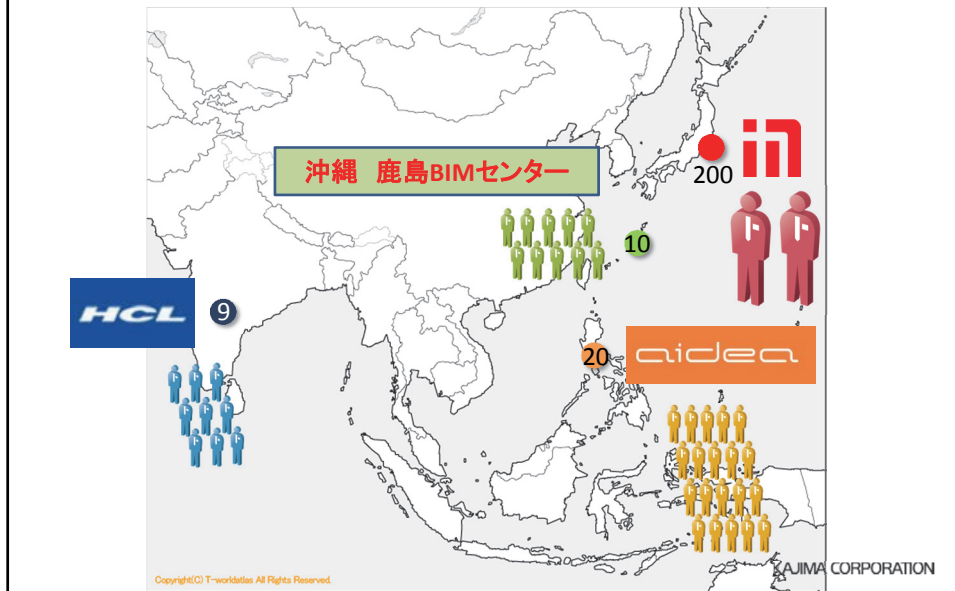 in
200
沖縄　鹿島BIMセンター
10
HCL
9
20
aidea
KAJIMA CORPORATION
Copyright(C) T-worldatlas All Rights Reserved.